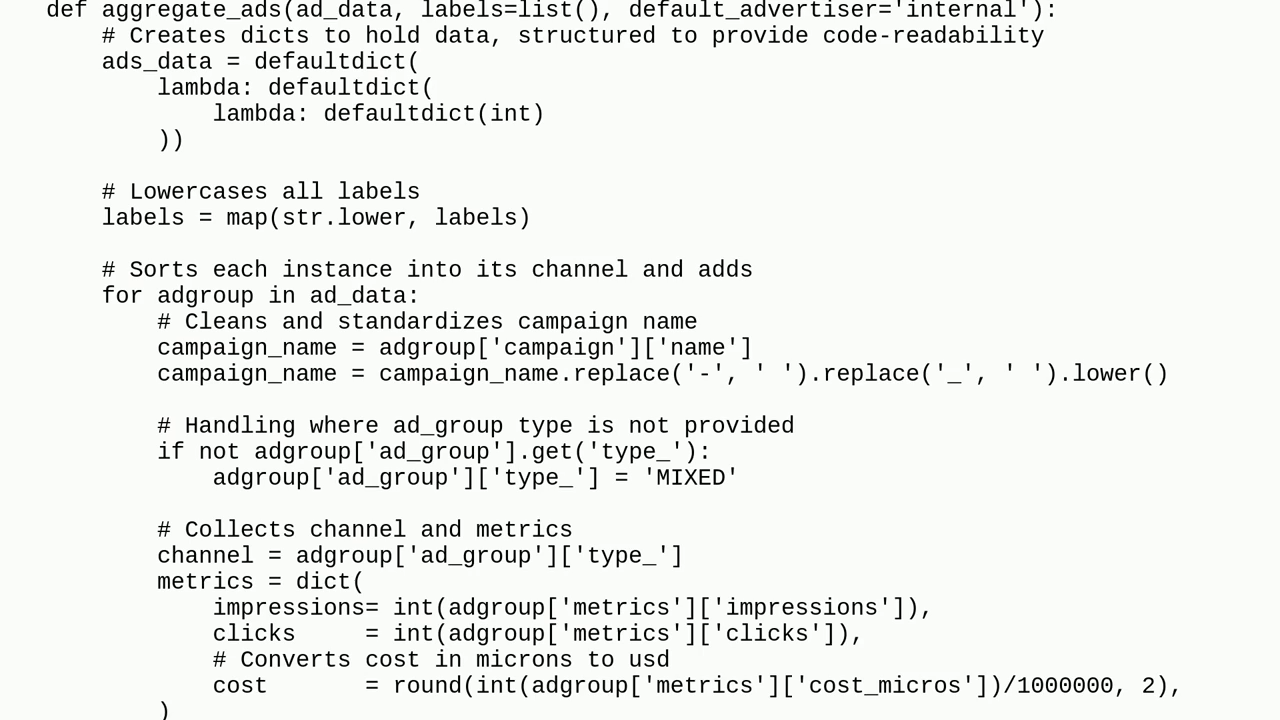 def aggregate_ads(ad_data, labels=list(), default_advertiser='internal'):
    # Creates dicts to hold data, structured to provide code-readability
    ads_data = defaultdict(
        lambda: defaultdict(
            lambda: defaultdict(int)
        ))

    # Lowercases all labels
    labels = map(str.lower, labels)

    # Sorts each instance into its channel and adds
    for adgroup in ad_data:
        # Cleans and standardizes campaign name
        campaign_name = adgroup['campaign']['name']
        campaign_name = campaign_name.replace('-', ' ').replace('_', ' ').lower()

        # Handling where ad_group type is not provided
        if not adgroup['ad_group'].get('type_'):
            adgroup['ad_group']['type_'] = 'MIXED'

        # Collects channel and metrics
        channel = adgroup['ad_group']['type_']
        metrics = dict(
            impressions= int(adgroup['metrics']['impressions']),
            clicks     = int(adgroup['metrics']['clicks']),
            # Converts cost in microns to usd
            cost       = round(int(adgroup['metrics']['cost_micros'])/1000000, 2),
        )